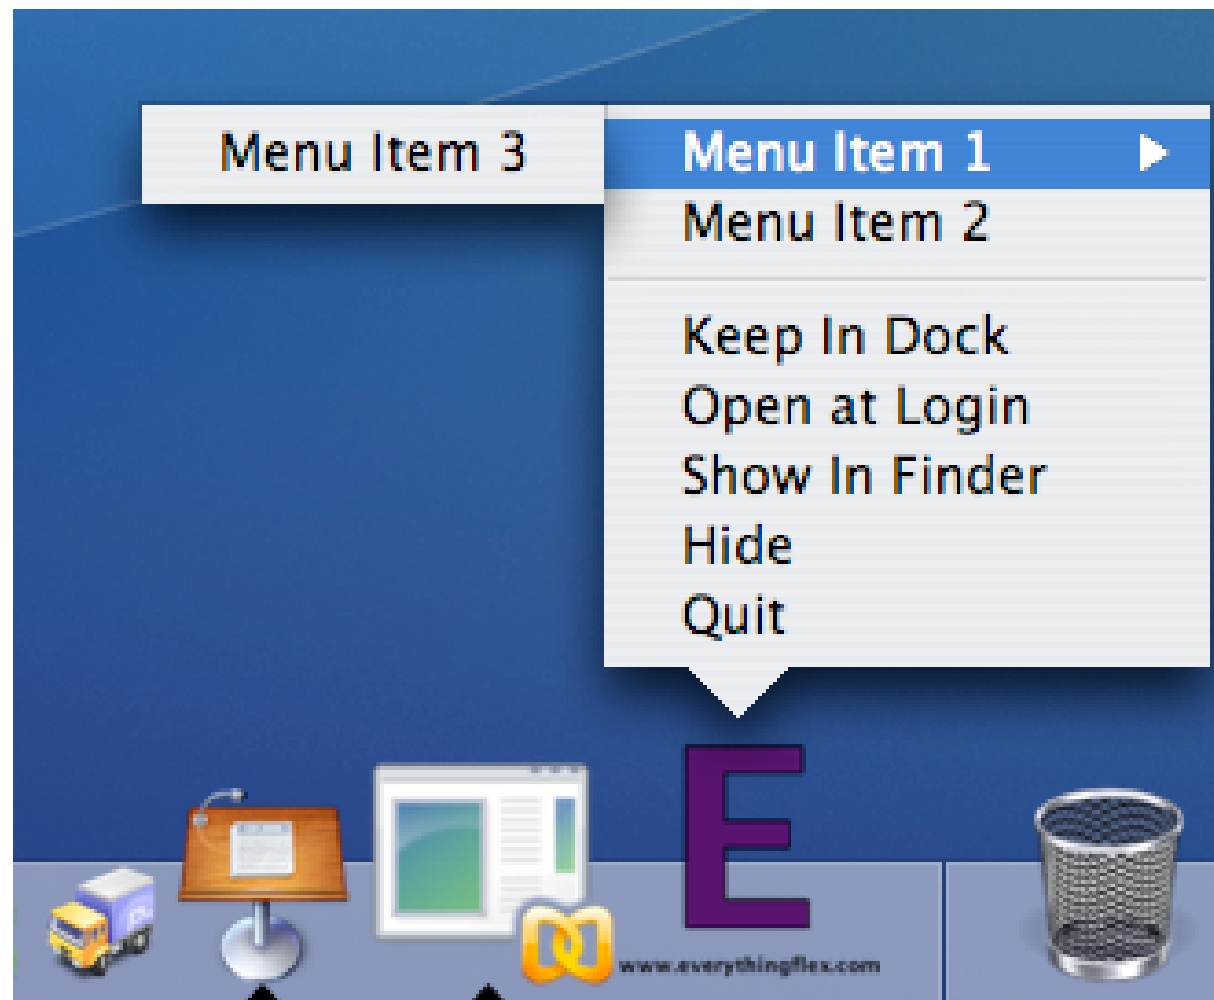 Menu Item 3
Menu Item 1
Menu Item 2
Keep In Dock
Open at Login
Show In Finder
Hide
Quit
E
www.everythingflex.com